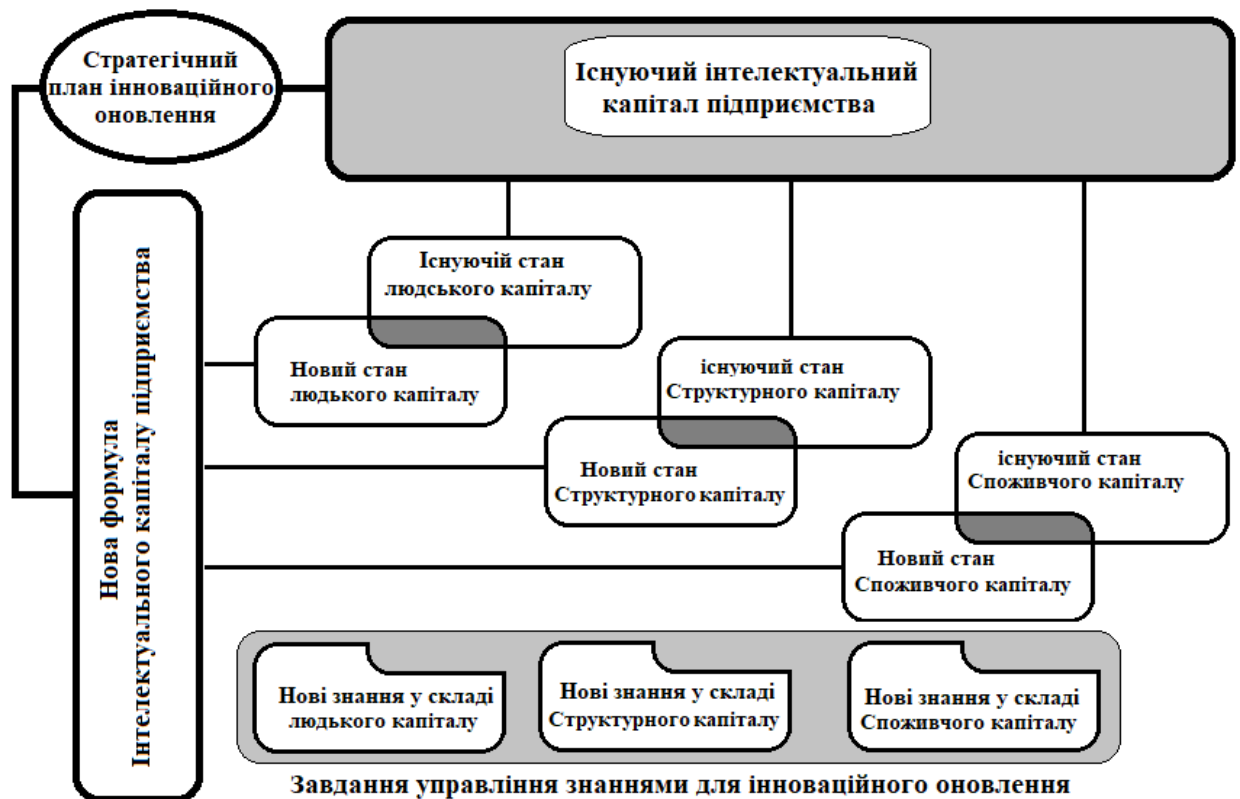 Стратегічний
план інноваційного
оновлення
Існуючий інтелектуальний
капітал підприємства
Нова формула
Інтелектуального капіталу підприємства
Існуючій стан
людського капіталу
Новий стан
людького капіталу
існуючий стан
Структурного капіталу
Новий стан
Структурного капіталу
існуючий стан
Споживчого капіталу
Новий стан
Споживчого капіталу
Нові знання у складі
людького капіталу
Нові знання у складі
Структурного капіталу
Нові знання у складі
Споживчого капіталу
Завдання управління знаннями для інноваційного оновлення